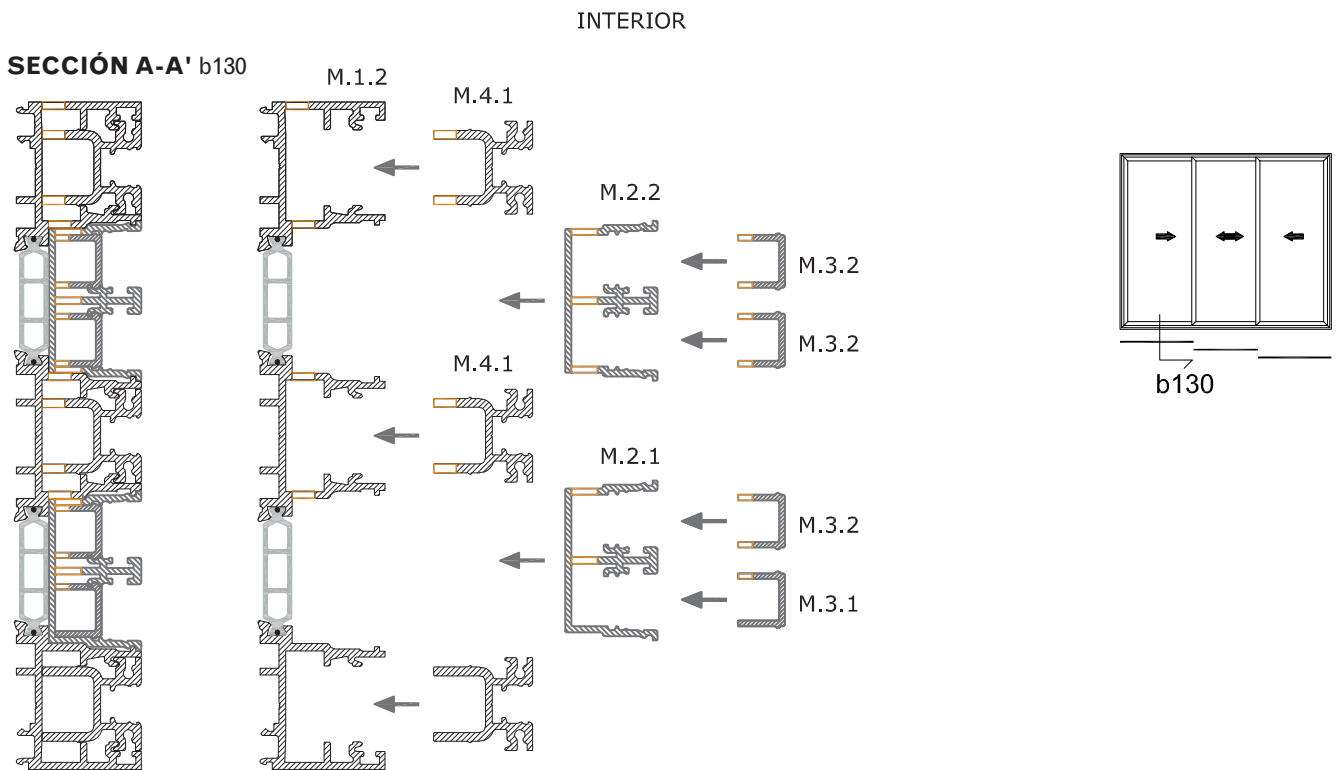 INTERIOR
SECCIÓN A-A' b130
M.1.2
M.4.1
M.2.2
M.3.2
M.3.2
M.4.1
M.2.1
M.3.2
M.3.1
b130